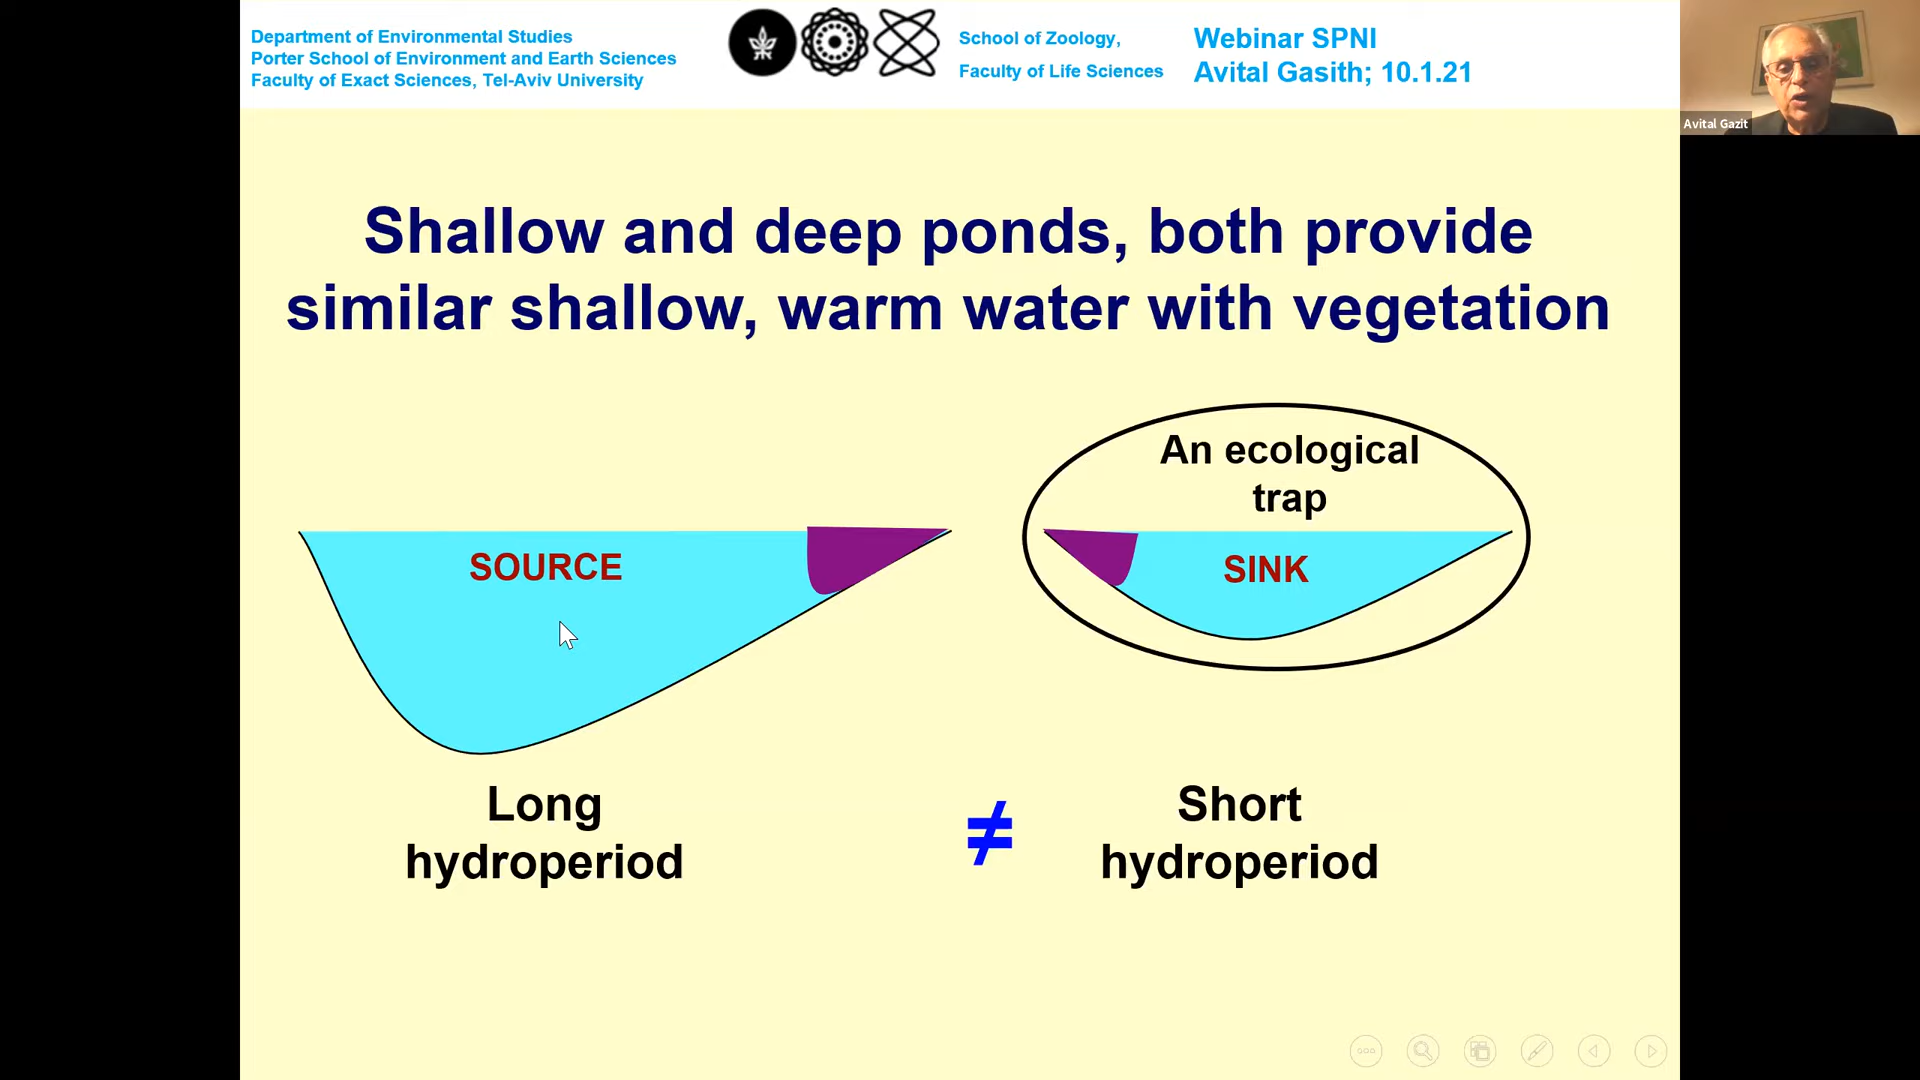 Department of Environmental Studies
Porter School of Environment and Earth Sciences
Faculty of Exact Sciences, Tel-Aviv University
School of Zoology,
Faculty of Life Sciences
Webinar SPNI
Avital Gasith; 10.1.21
Avital Gazit
Shallow and deep ponds, both provide
similar shallow, warm water with vegetation
An ecological
trap
SOURCE
SINK
Long
hydroperiod
≠
Short
hydroperiod